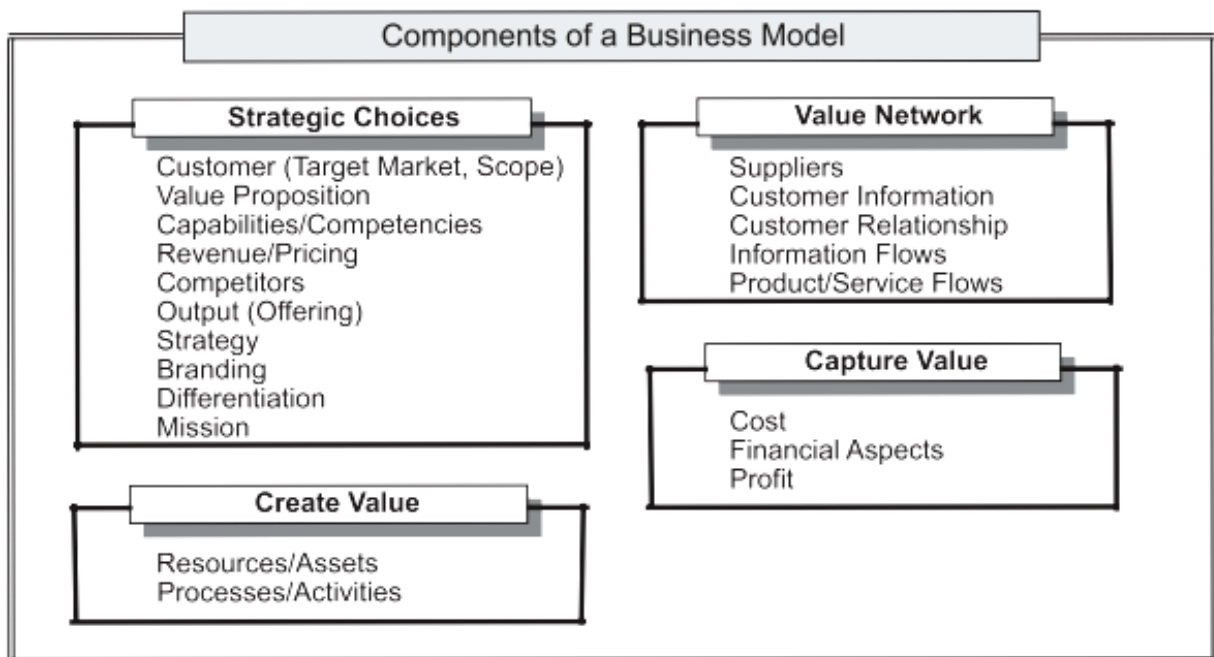 Components of a Business Model
Strategic Choices
Customer (Target Market, Scope)
Value Proposition
Capabilities/Competencies
Revenue/Pricing
Competitors
Output (Offering)
Strategy
Branding
Differentiation
Mission
Value Network
Suppliers
Customer Information
Customer Relationship
Information Flows
Product/Service Flows
Create Value
Resources/Assets
Processes/Activities
Capture Value
Cost
Financial Aspects
Profit